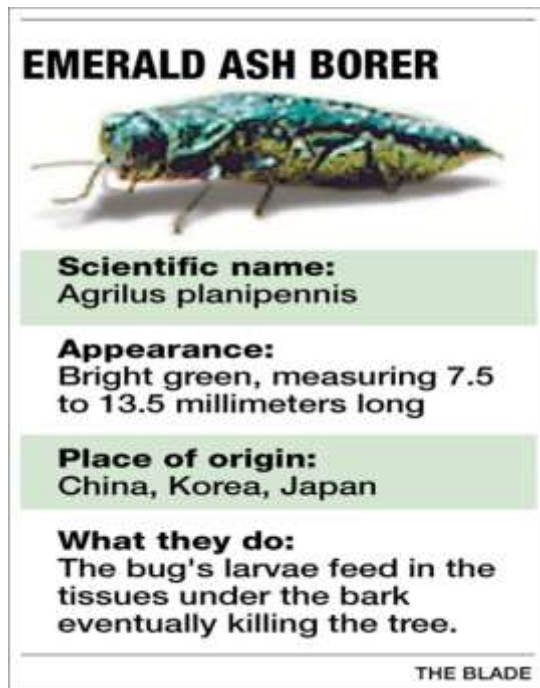 EMERALD ASH BORER
Scientific name:
Agrilus planipennis
Appearance:
Bright green, measuring 7.5
to 13.5 millimeters long
Place of origin:
China, Korea, Japan
What they do:
The bug's larvae feed in the
tissues under the bark
eventually killing the tree.
THE BLADE